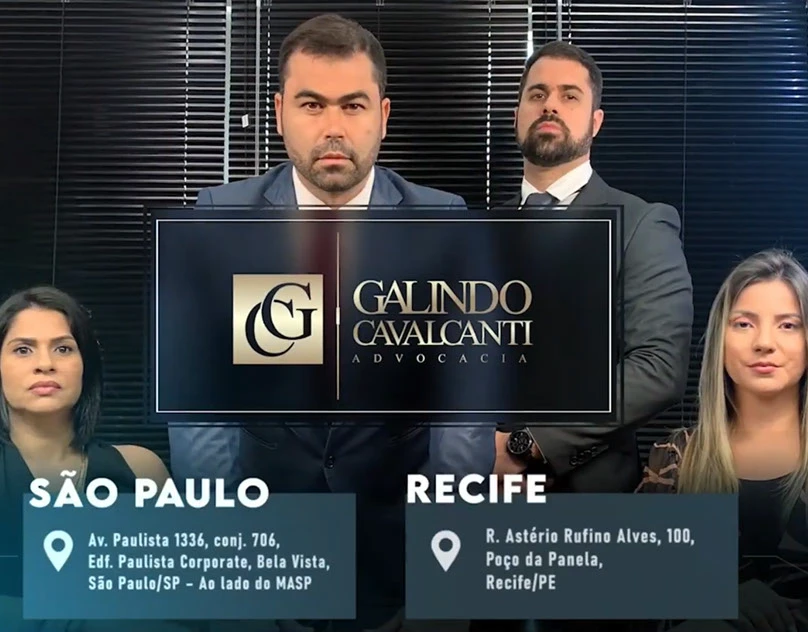 GC
GALINDO
CAVALCANTI
ADVOCACIA
SÃO PAULO
Av. Paulista 1336, conj. 706,
Edf. Paulista Corporate, Bela Vista,
São Paulo/SP - Ao lado do MASP
RECIFE
R. Astério Rufino Alves, 100,
Poço da Panela,
Recife/PE